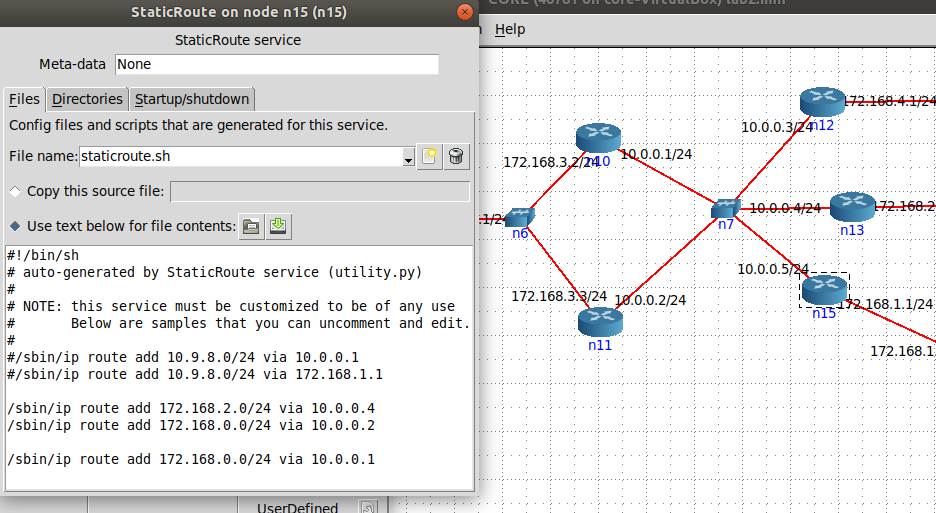 StaticRoute on node n15 (n15)
StaticRoute service
Meta-data None
Files Directories Startup/shutdown
Config files and scripts that are generated for this service.
File name: staticroute.sh
Copy this source file:
Use text below for file contents:
#!/bin/sh
# auto-generated by StaticRoute service (utility.py)
#
# NOTE: this service must be customized to be of any use
#       Below are samples that you can uncomment and edit.
#
#/sbin/ip route add 10.9.8.0/24 via 10.0.0.1
#/sbin/ip route add 10.9.8.0/24 via 172.168.1.1
/sbin/ip route add 172.168.2.0/24 via 10.0.0.4
/sbin/ip route add 172.168.0.0/24 via 10.0.0.2
/sbin/ip route add 172.168.0.0/24 via 10.0.0.1
UserDefined
Help
172.168.4.1/24
10.0.0.3/24
n12
172.168.3.2/24
n10
10.0.0.1/24
.1/24
n6
n7
10.0.0.4/24
172.168.2
n13
10.0.0.5/24
172.168.3.3/24
10.0.0.2/24
172.168.1.1/24
n15
n11
172.168.1